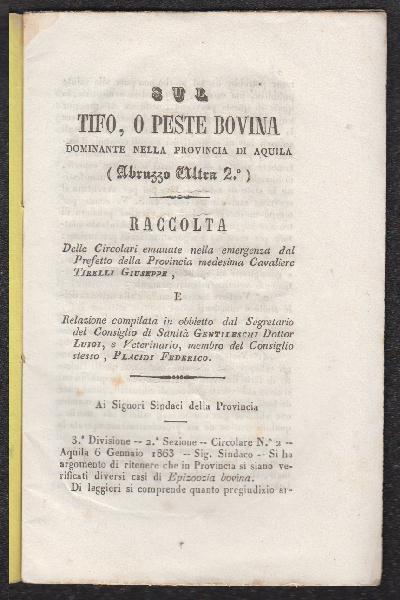 SUL
TIFO, O PESTE BOVINA
DOMINANTE NELLA PROVINCIA DI AQUILA
(Abruzzo Ultra 2.°)
RACCOLTA
Delle Circolari emanate nella emergenza dal
Prefetto della Provincia medesima Cavaliere
TIRELLI GIUSEPPE,
E
Relazione compilata in obbietto dal Segretario
del Consiglio di Sanità GENTILESCHI Dottor
LUIGI, e Veterinario, membro del Consiglio
stesso, PLACIDI FEDERICO.
Ai Signori Sindaci della Provincia
3.ª Divisione -- 2.ª Sezione -- Circolare N.° 2 --
Aquila 6 Gennaio 1863 -- Sig. Sindaco -- Si ha
argomento di ritenere che in Provincia si siano ve-
rificati diversi casi di Epizoozia bovina.
Di leggieri si comprende quanto pregiudizio ar-